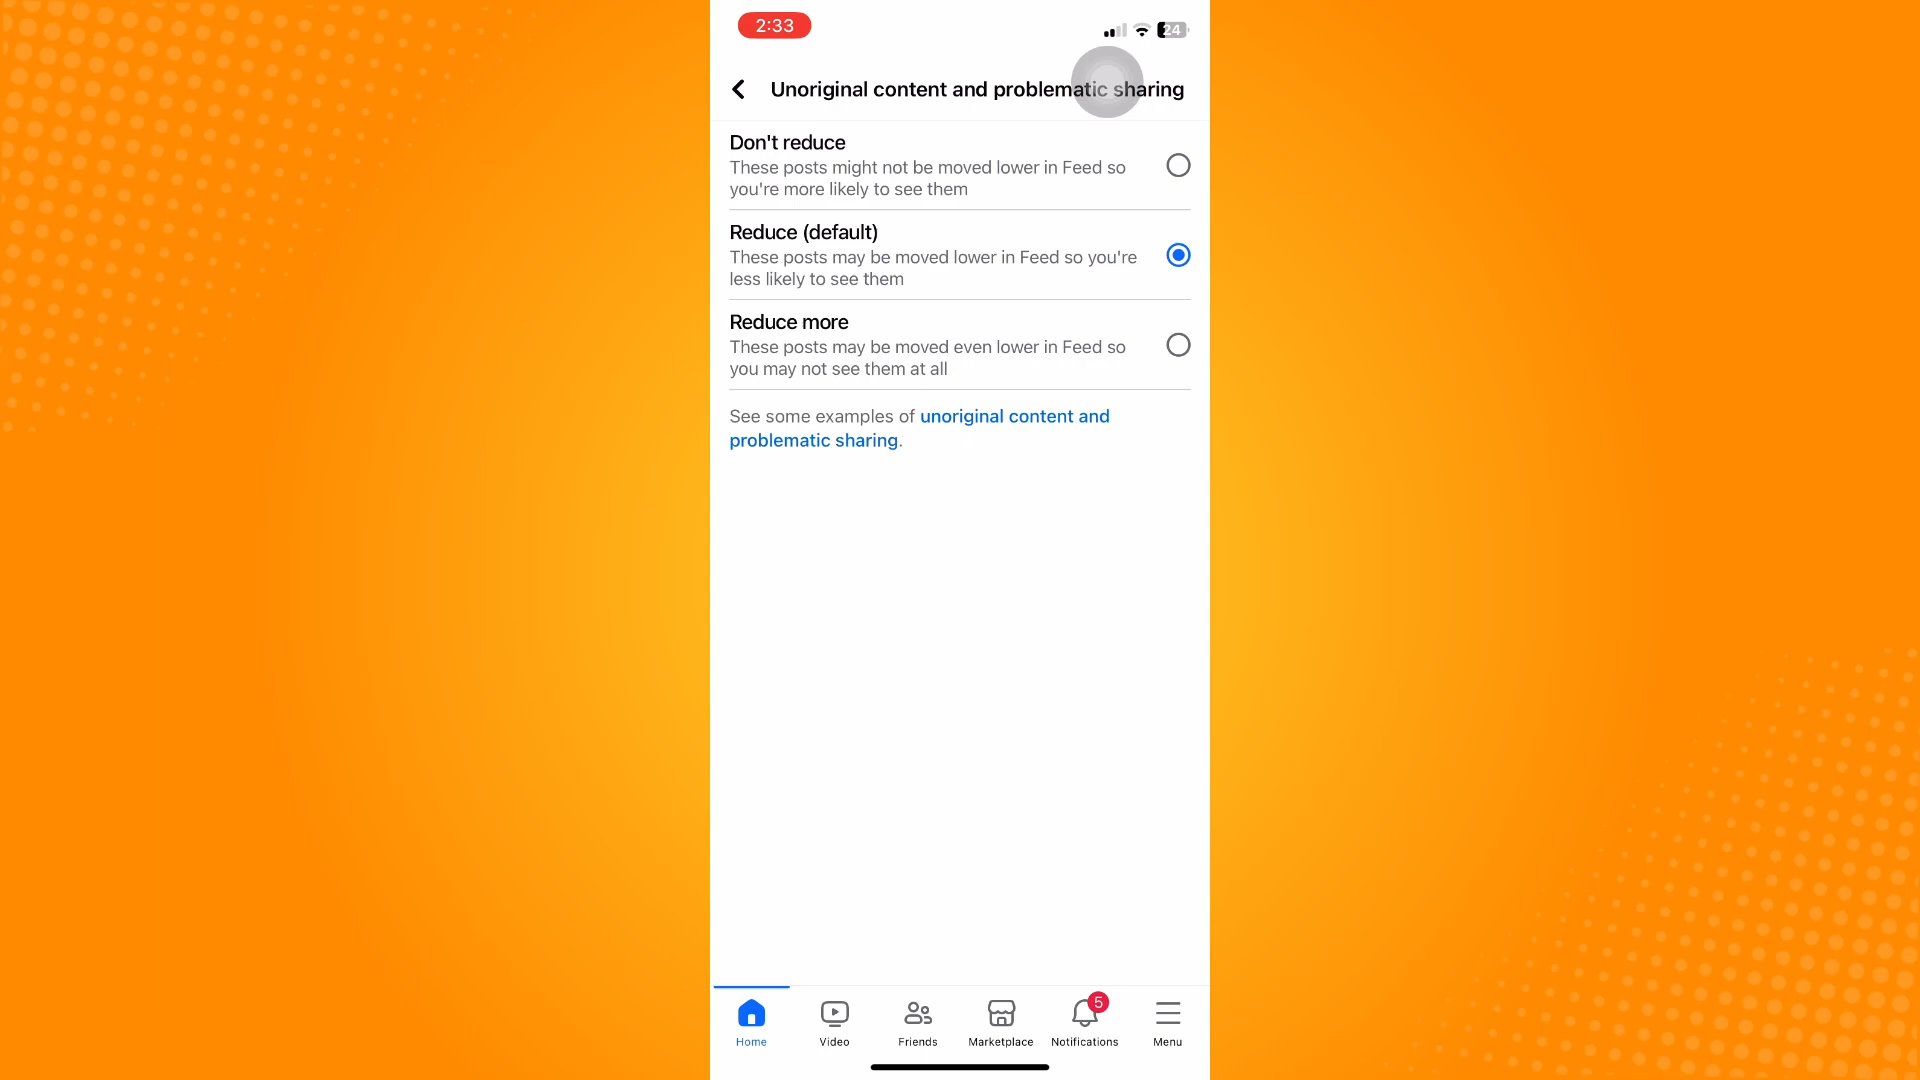 2:33
24
Unoriginal content and problematic sharing
Don't reduce
These posts might not be moved lower in Feed so
you're more likely to see them
Reduce (default)
These posts may be moved lower in Feed so you're
less likely to see them
Reduce more
These posts may be moved even lower in Feed so
you may not see them at all
See some examples of unoriginal content and
problematic sharing.
5
Home Video Friends Marketplace Notifications Menu